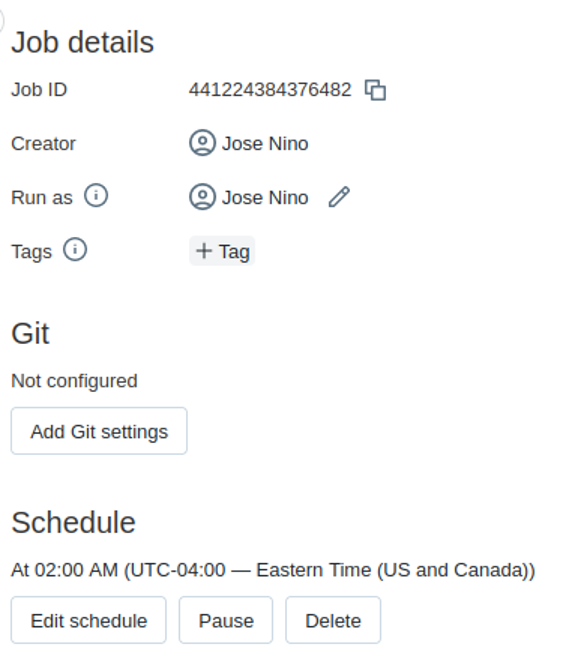 Job details
Job ID 441224384376482
Creator Jose Nino
Run as Jose Nino
Tags + Tag
Git
Not configured
Add Git settings
Schedule
At 02:00 AM (UTC-04:00 — Eastern Time (US and Canada))
Edit schedule Pause Delete